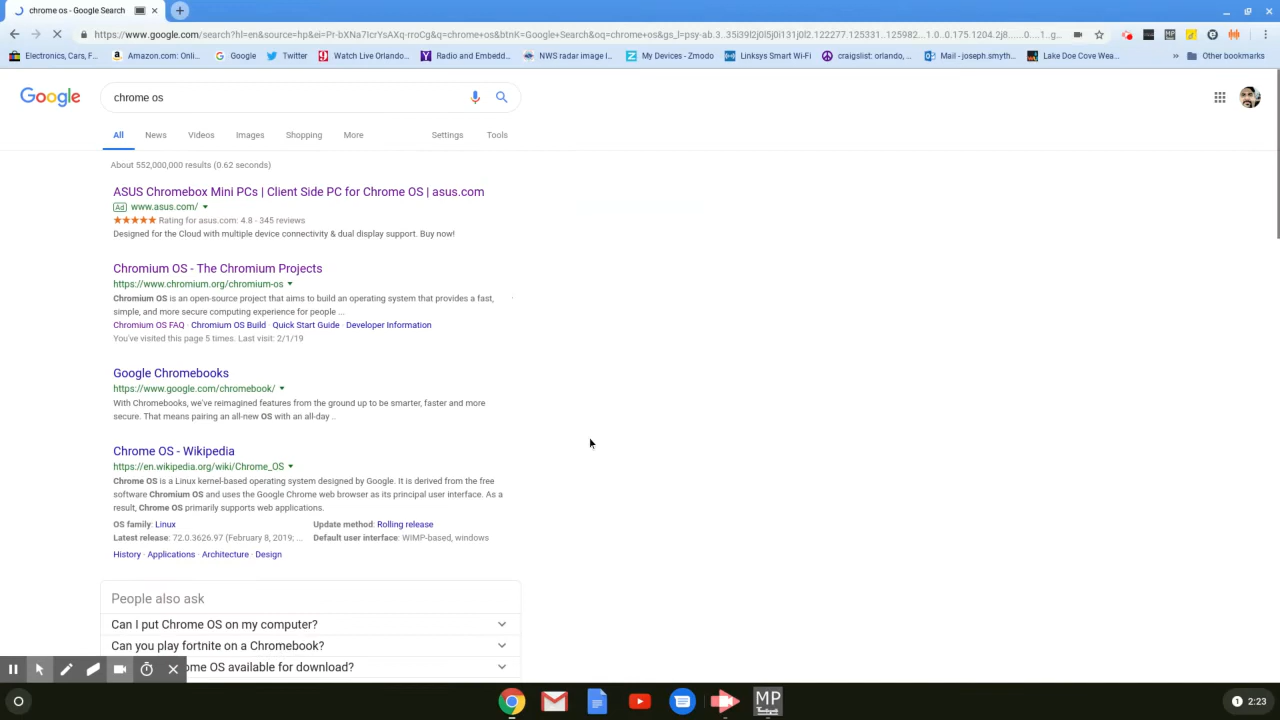 chrome os - Google Search
https://www.google.com/search?hl=en&source=hp&ei=Pr-bXNa7IcrYsAXq-rroCg&q=chrome+os&btnK=Google+Search&oq=chrome+os&gs_l=psy-ab.3..35i39l2j0l5j0i131j0l2.122277.125331..125982...1.0..0.175.1204.2j8......0....1..g...
Electronics, Cars, F...
Amazon.com: Onli...
Google
Twitter
Watch Live Orlando...
Radio and Embedd...
NWS radar image l...
My Devices - Zmodo
Linksys Smart Wi-Fi
craigslist: orlando, ...
Mail - joseph.smyth...
Lake Doe Cove Wea...
»
Other bookmarks
Google
chrome os
All News Videos Images Shopping More Settings Tools
About 552,000,000 results (0.62 seconds)
ASUS Chromebox Mini PCs | Client Side PC for Chrome OS | asus.com
Ad www.asus.com/
Rating for asus.com: 4.8 - 345 reviews
Designed for the Cloud with multiple device connectivity & dual display support. Buy now!
Chromium OS - The Chromium Projects
https://www.chromium.org/chromium-os
Chromium OS is an open-source project that aims to build an operating system that provides a fast,
simple, and more secure computing experience for people ...
Chromium OS FAQ · Chromium OS Build · Quick Start Guide · Developer Information
You've visited this page 5 times. Last visit: 2/1/19
Google Chromebooks
https://www.google.com/chromebook/
With Chromebooks, we've reimagined features from the ground up to be smarter, faster and more
secure. That means pairing an all-new OS with an all-day ..
Chrome OS - Wikipedia
https://en.wikipedia.org/wiki/Chrome_OS
Chrome OS is a Linux kernel-based operating system designed by Google. It is derived from the free
software Chromium OS and uses the Google Chrome web browser as its principal user interface. As a
result, Chrome OS primarily supports web applications.
OS family: Linux Update method: Rolling release
Latest release: 72.0.3626.97 (February 8, 2019; ... Default user interface: WIMP-based, windows
History · Applications · Architecture · Design
People also ask
Can I put Chrome OS on my computer?
Can you play fortnite on a Chromebook?
ome OS available for download?
MP
1 2:23